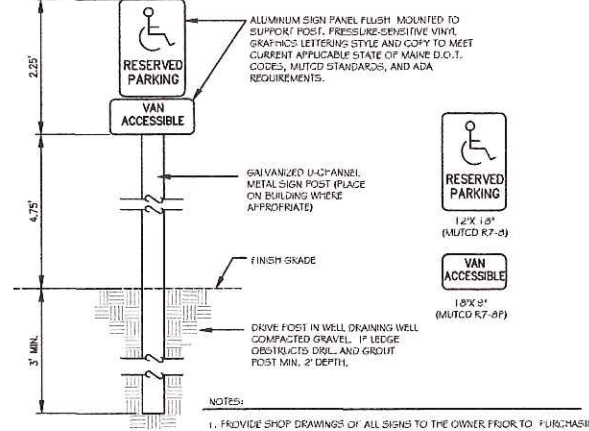 2.25'
RESERVED
PARKING
VAN
ACCESSIBLE
ALUMINUM SIGN PANEL FLUSH MOUNTED TO
SUPPORT POST. PRESSURE-SENSITIVE VINYL
GRAPHICS LETTERING STYLE AND COPY TO MEET
CURRENT APPLICABLE STATE OF MAINE D.O.T.
CODES, MUTCD STANDARDS, AND ADA
REQUIREMENTS.
4.75'
GALVANIZED U-CHANNEL
METAL SIGN POST (PLACE
ON BUILDING WHERE
APPROPRIATE)
FINISH GRADE
3' MIN.
DRIVE POST IN WELL DRAINING WELL
COMPACTED GRAVEL. IF LEDGE
OBSTRUCTS DRILL AND GROUT
POST MIN. 2' DEPTH.
RESERVED
PARKING
12"X 18"
(MUTCD R7-8)
VAN
ACCESSIBLE
18"X 9"
(MUTCD R7-8P)
NOTES:
1. PROVIDE SHOP DRAWINGS OF ALL SIGNS TO THE OWNER PRIOR TO PURCHASI